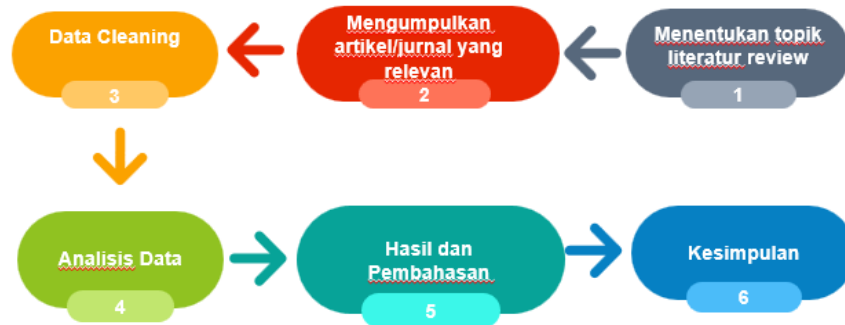 Data Cleaning
3
Mengumpulkan
artikel/jurnal yang
relevan
2
Menentukan topik
literatur review
1
Analisis Data
4
Hasil dan
Pembahasan
5
Kesimpulan
6